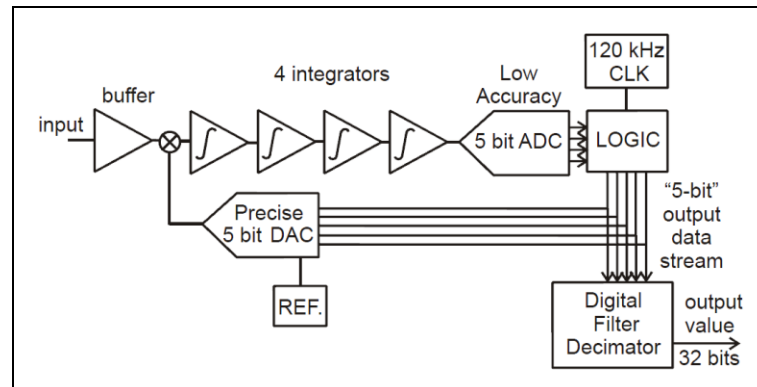 buffer
input
4 integrators
Low
Accuracy
5 bit ADC
120 kHz
CLK
LOGIC
Precise
5 bit DAC
REF.
"5-bit"
output
data
stream
Digital
Filter
Decimator
output
value
32 bits